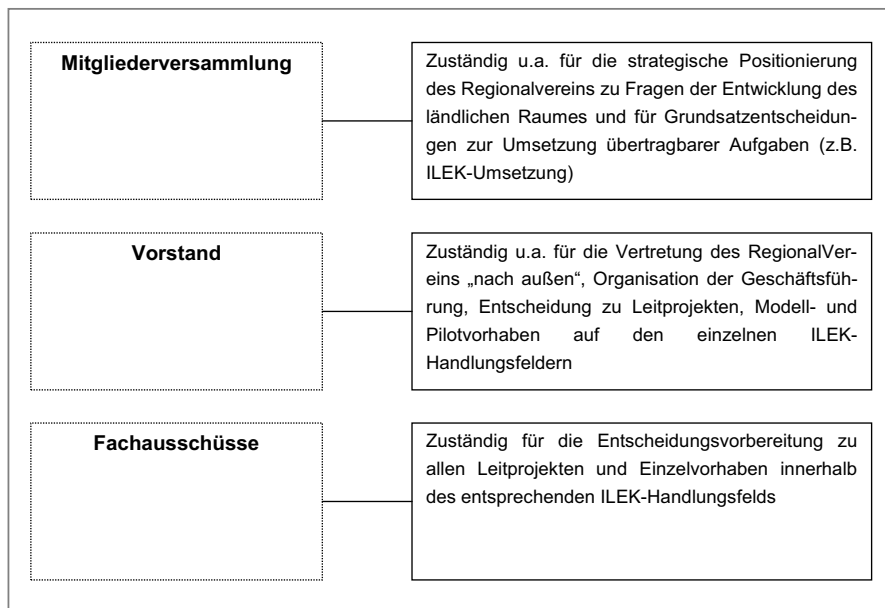 Mitgliederversammlung
Zuständig u.a. für die strategische Positionierung
des Regionalvereins zu Fragen der Entwicklung des
ländlichen Raumes und für Grundsatzentscheidun-
gen zur Umsetzung übertragbarer Aufgaben (z.B.
ILEK-Umsetzung)
Vorstand
Zuständig u.a. für die Vertretung des RegionalVer-
eins „nach außen“, Organisation der Geschäftsfüh-
rung, Entscheidung zu Leitprojekten, Modell- und
Pilotvorhaben auf den einzelnen ILEK-
Handlungsfeldern
Fachausschüsse
Zuständig für die Entscheidungsvorbereitung zu
allen Leitprojekten und Einzelvorhaben innerhalb
des entsprechenden ILEK-Handlungsfelds